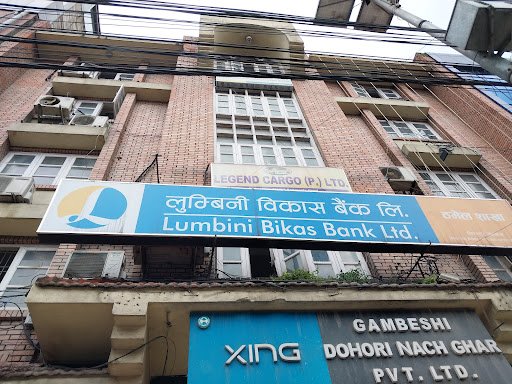 LEGEND CARGO (P.) LTD.
लुम्बिनी विकास बैंक लि.
Lumbini Bikas Bank Ltd.
ठमेल शाखा
XING
GAMBESHI
DOHORI NACH GHAR
PVT. LTD.